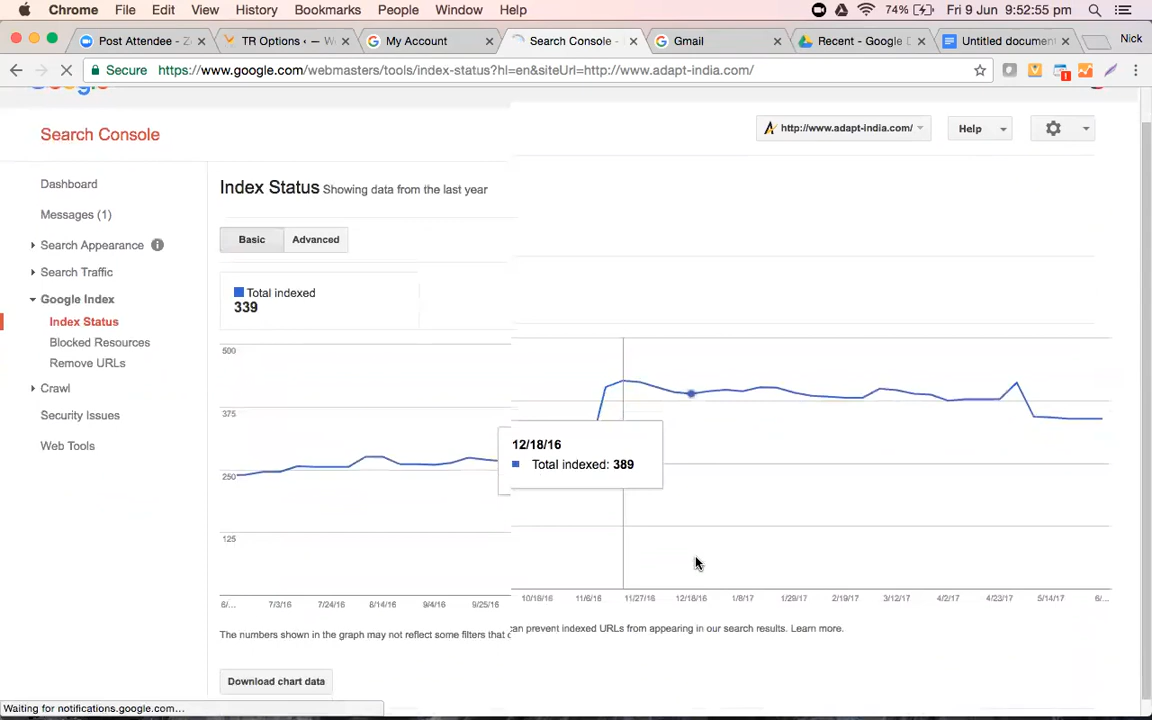 Chrome File Edit View History Bookmarks People Window Help 74% Fri 9 Jun 9:52:55 pm
Post Attendee - Z TR Options ‹ — W My Account Search Console - Gmail Recent - Google D Untitled document Nick
Secure https://www.google.com/webmasters/tools/index-status?hl=en&siteUrl=http://www.adapt-india.com/
Search Console
http://www.adapt-india.com/ Help
Dashboard
Messages (1)
Search Appearance
Search Traffic
Google Index
Index Status
Blocked Resources
Remove URLs
Crawl
Security Issues
Web Tools
Index Status Showing data from the last year
Basic Advanced
Total indexed
339
500
375
250
125
12/18/16
Total indexed: 389
6/... 7/3/16 7/24/16 8/14/16 9/4/16 9/25/16 10/16/16 11/6/16 11/27/16 12/18/16 1/8/17 1/29/17 2/19/17 3/12/17 4/2/17 4/23/17 5/14/17 6/...
The numbers shown in the graph may not reflect some filters that can prevent indexed URLs from appearing in our search results. Learn more.
Download chart data
Waiting for notifications.google.com...